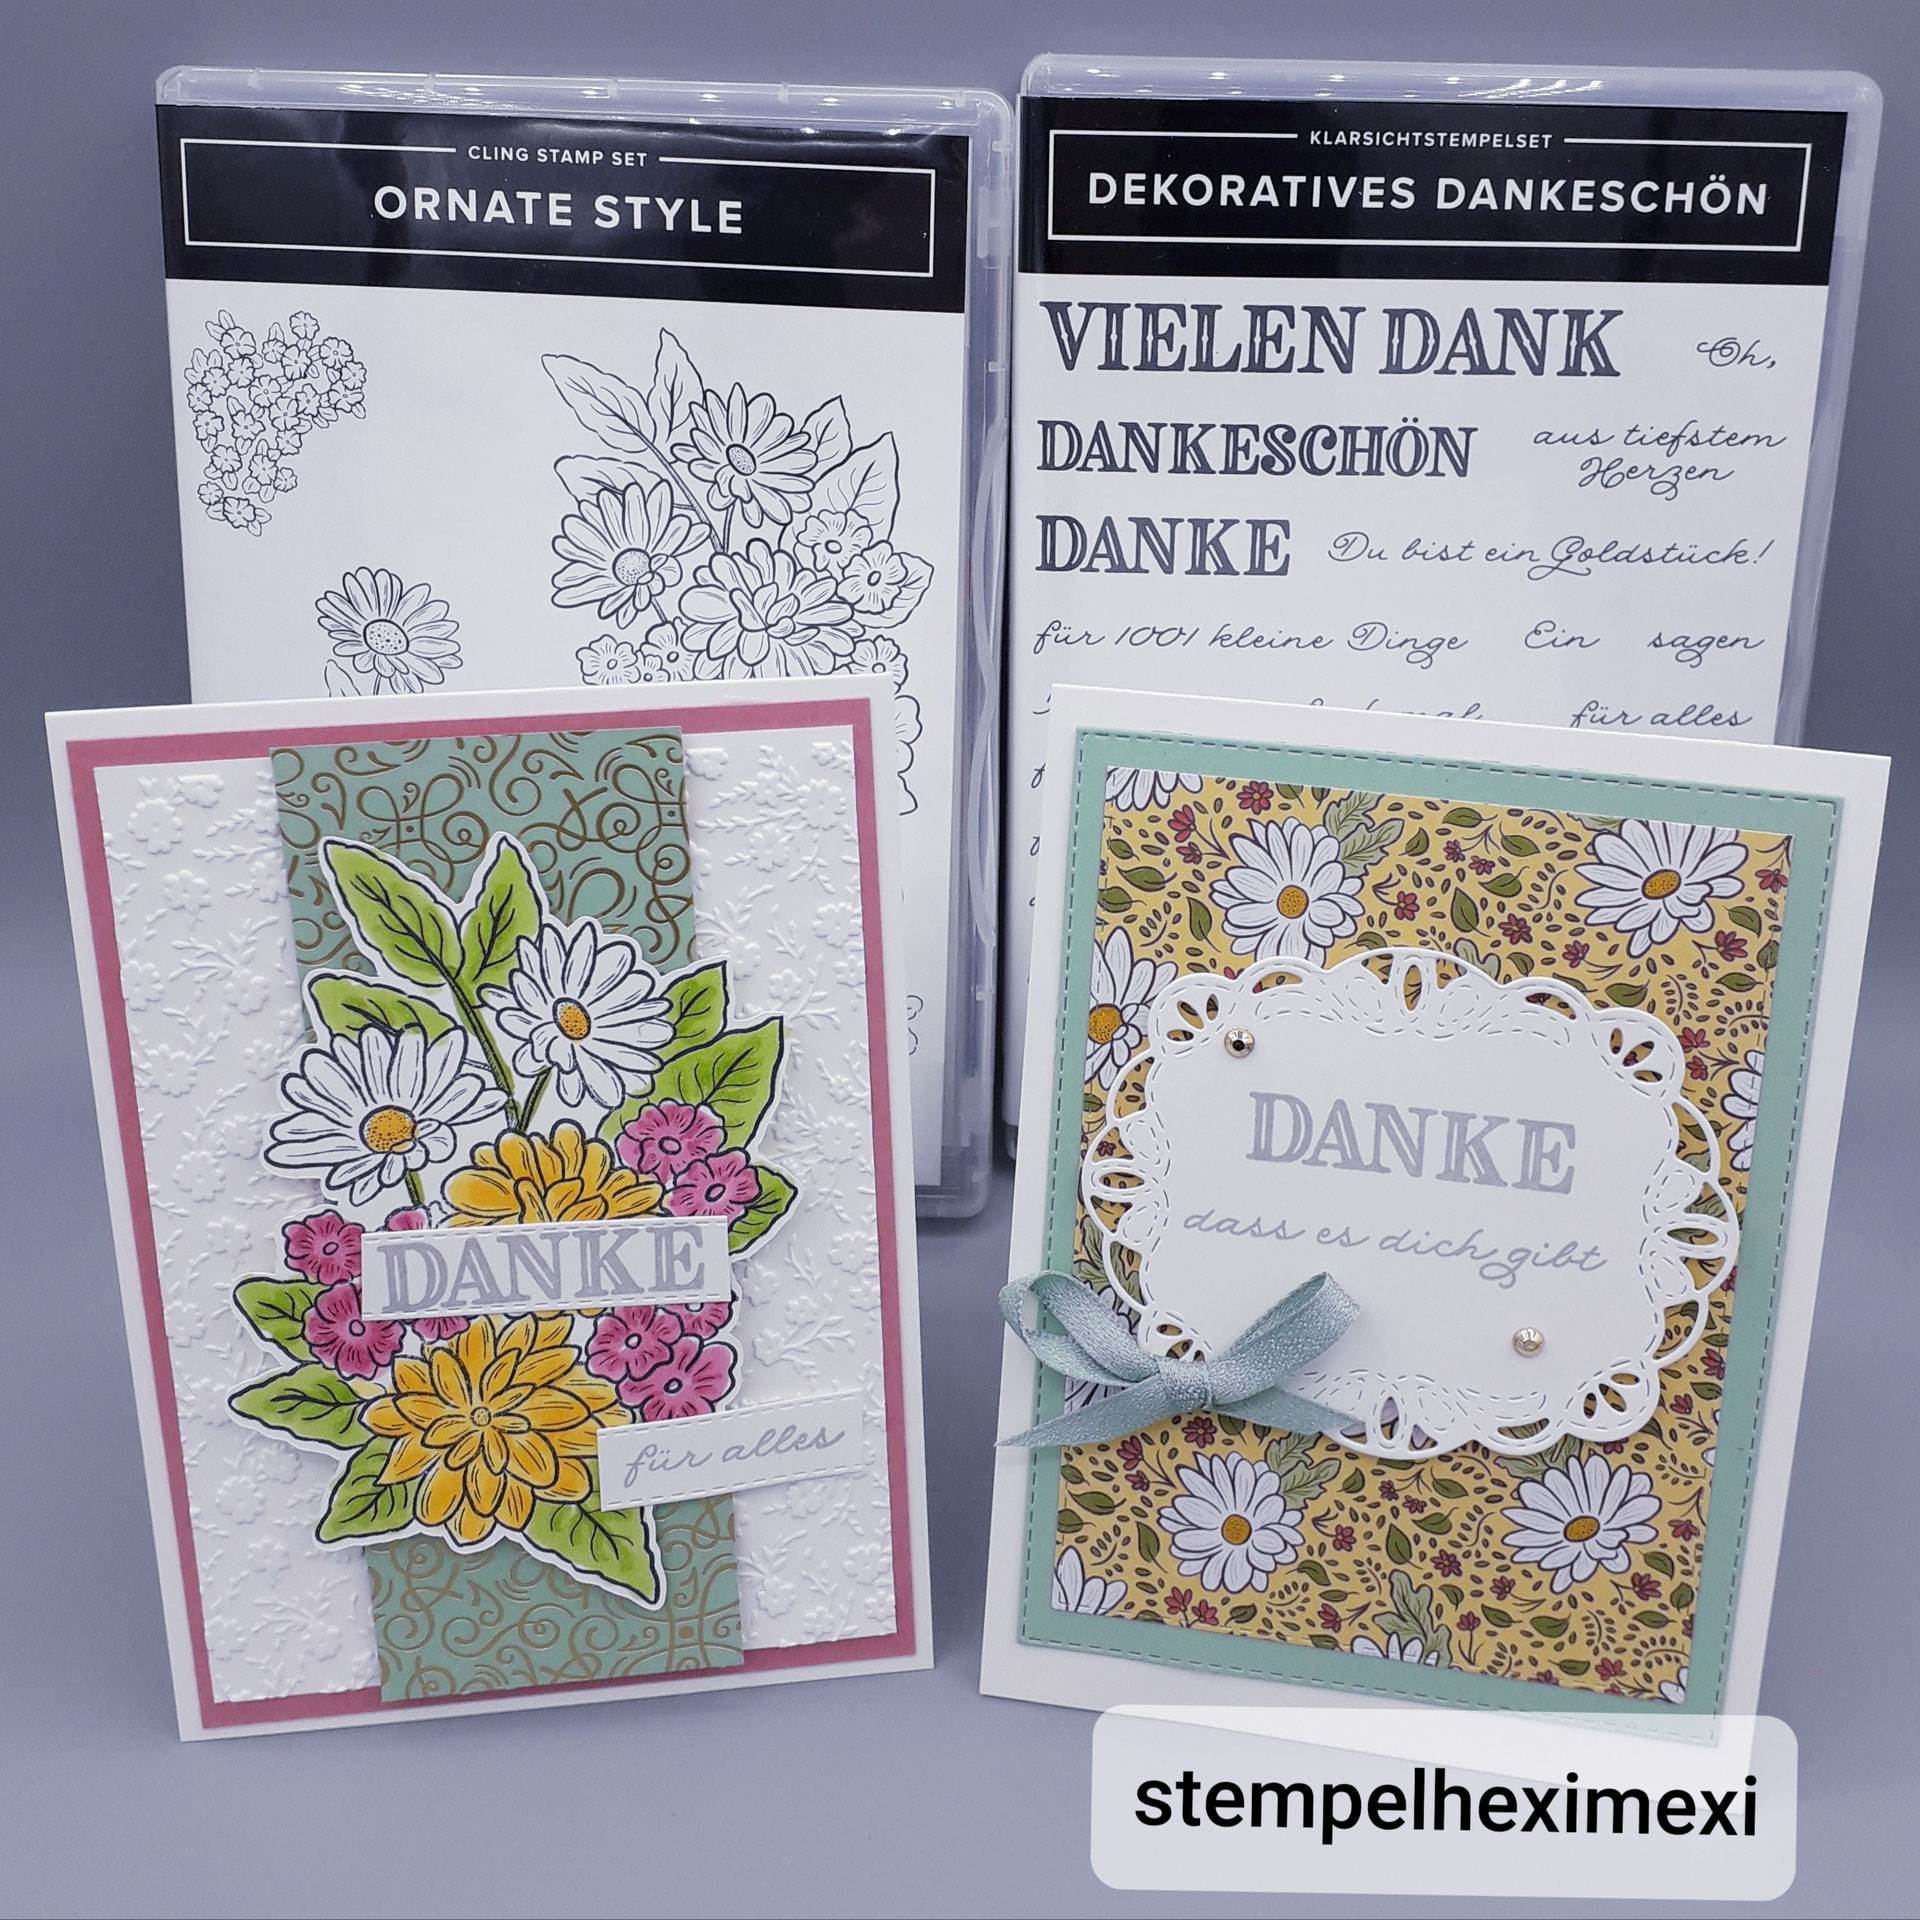 CLING STAMP SET
ORNATE STYLE
KLARSICHTSTEMPELSET
DEKORATIVES DANKESCHÖN
VIELEN DANK
Oh,
DANKESCHÖN
aus tiefstem
Herzen
DANKE
Du bist ein Goldstück!
für 1001 kleine Dinge
Ein
sagen
für alles
DANKE
für alles
DANKE
dass es dich gibt
stempelheximexi